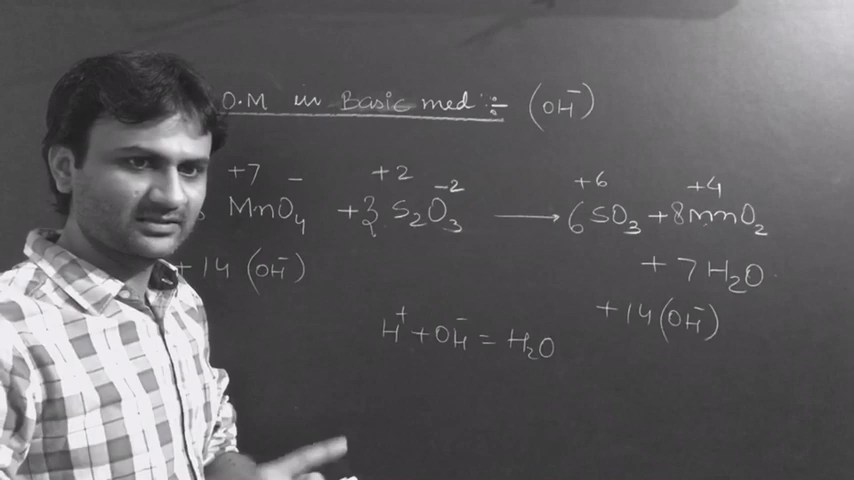 O.M in Basic med :- (OH⁻)
+7 - +2 -2 +6 +4
MnO₄ + 3 S₂O₃ ⟶ 6 SO₃ + 8 MnO₂
+ 14 (OH⁻) + 7 H₂O
+ 14 (OH⁻)
H⁺ + OH⁻ = H₂O